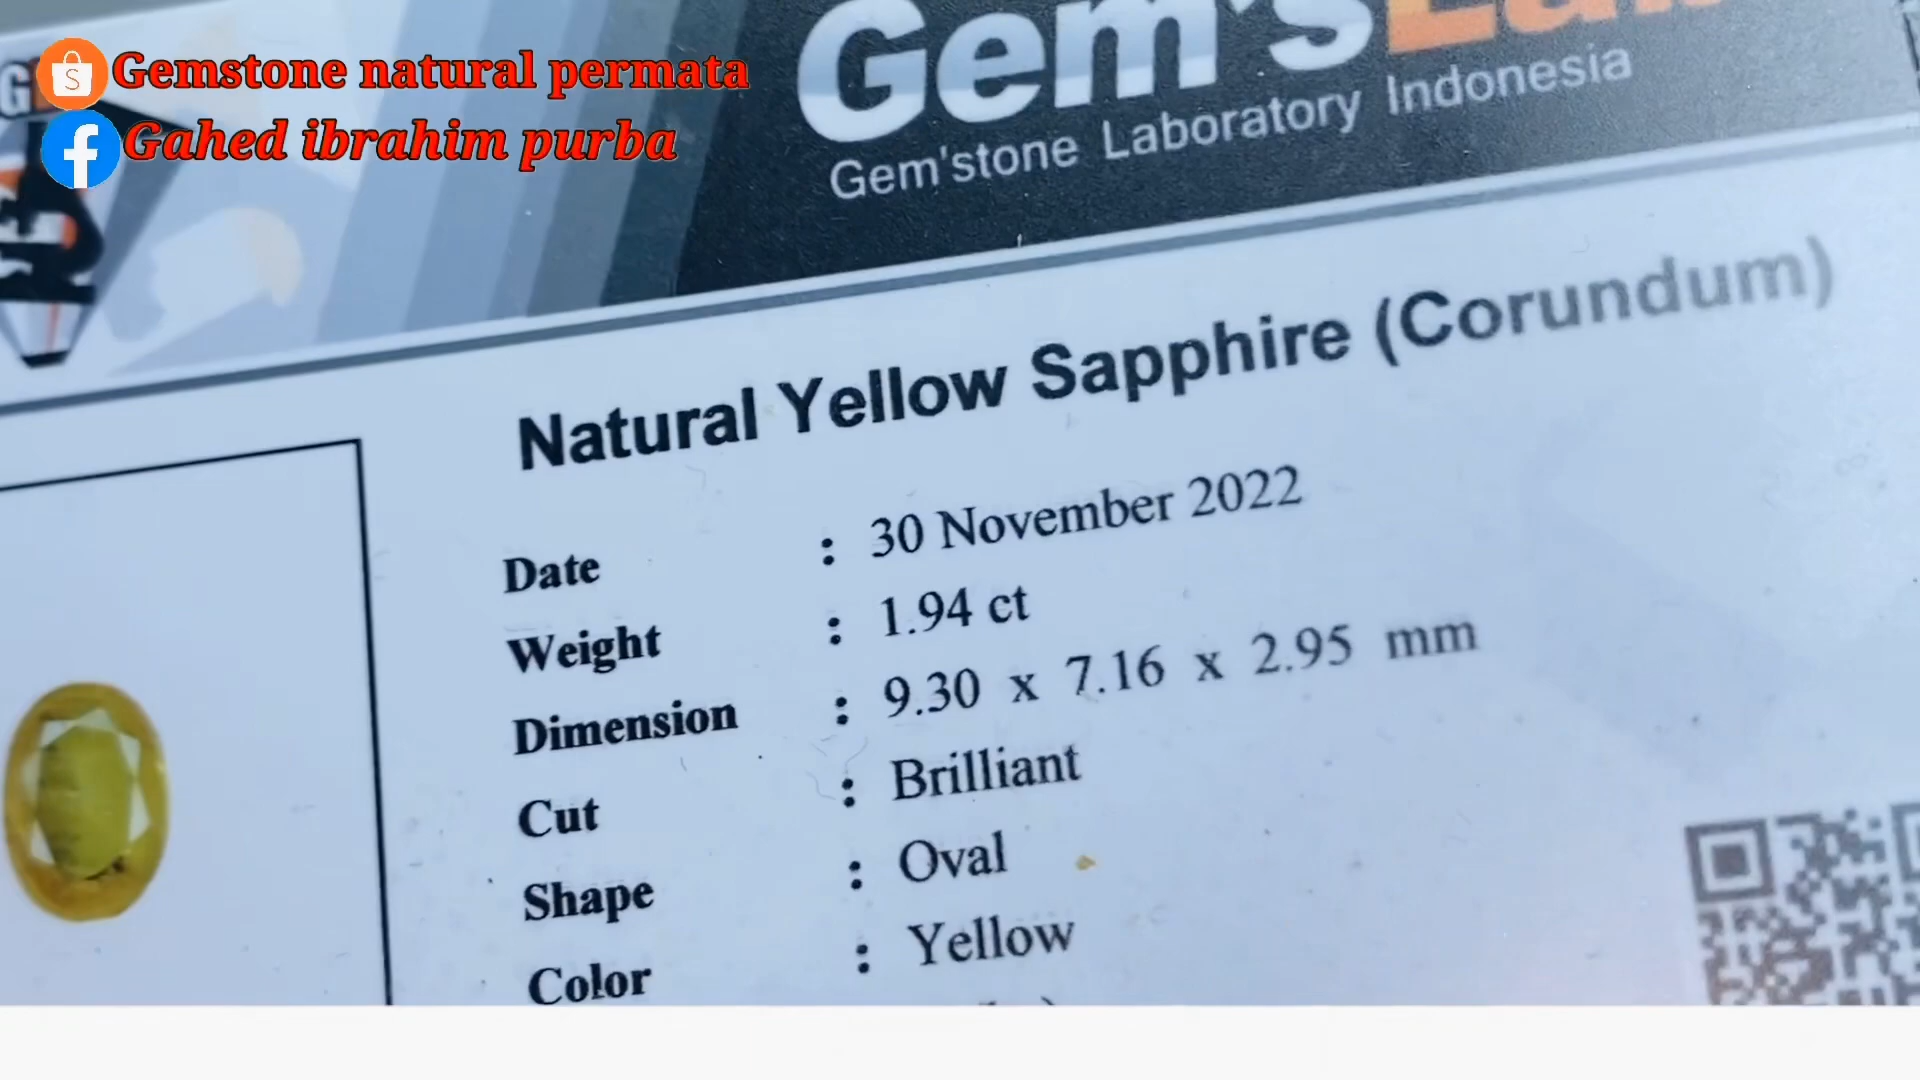 Gemstone natural permata
Gahed ibrahim purba
Gem's
Gem'stone Laboratory Indonesia
Natural Yellow Sapphire (Corundum)
Date : 30 November 2022
Weight : 1.94 ct
Dimension : 9.30 x 7.16 x 2.95 mm
Cut : Brilliant
Shape : Oval
Color : Yellow